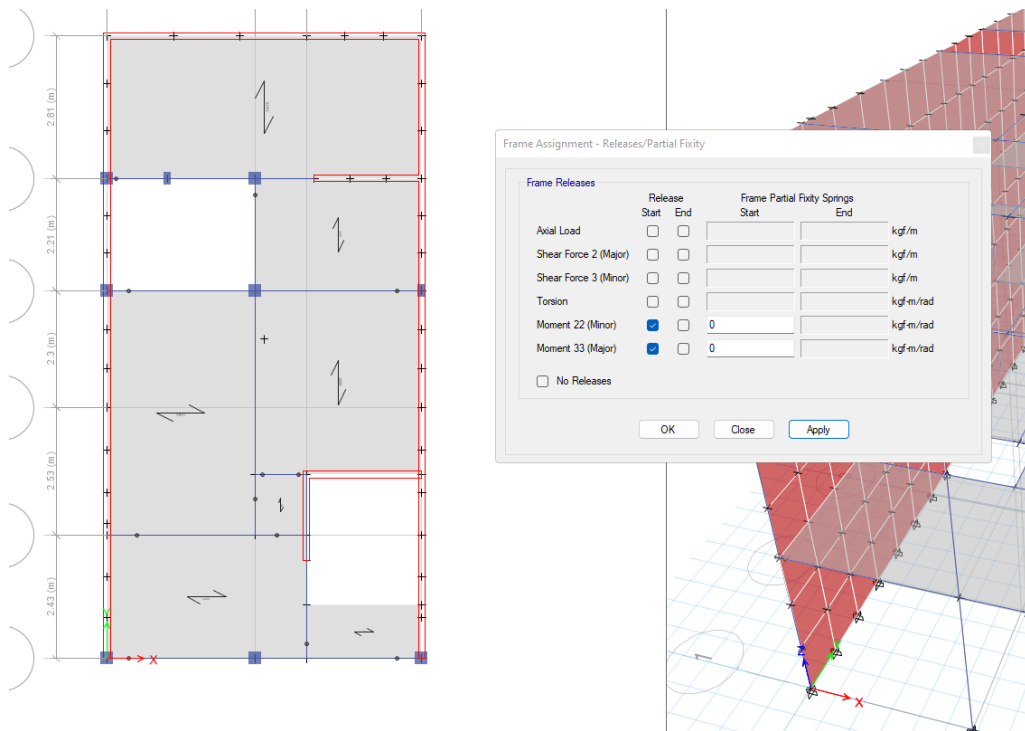 2.81 (m)
2.21 (m)
2.3 (m)
2.53 (m)
2.43 (m)
Y
X
Frame Assignment - Releases/Partial Fixity
Frame Releases
Release
Frame Partial Fixity Springs
Start End Start End
Axial Load kgf/m
Shear Force 2 (Major) kgf/m
Shear Force 3 (Minor) kgf/m
Torsion kgf-m/rad
Moment 22 (Minor) 0 kgf-m/rad
Moment 33 (Major) 0 kgf-m/rad
No Releases
OK Close Apply
1
Z
Y
X